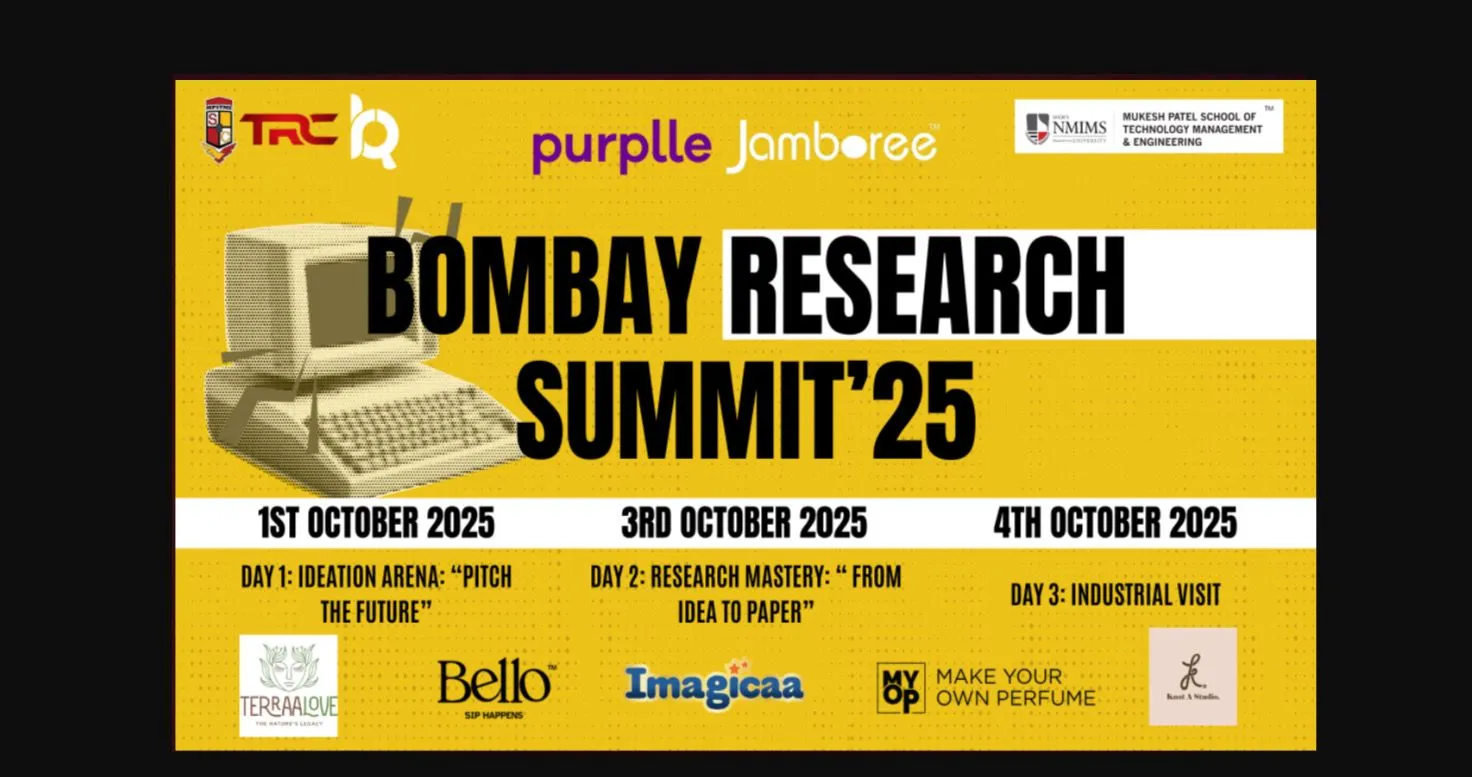 TRC
purplle
Jamboree™
NMIMS
MUKESH PATEL SCHOOL OF
TECHNOLOGY MANAGEMENT
& ENGINEERING
TM
BOMBAY RESEARCH
SUMMIT’25
1ST OCTOBER 2025
3RD OCTOBER 2025
4TH OCTOBER 2025
DAY 1: IDEATION ARENA: “PITCH
THE FUTURE”
DAY 2: RESEARCH MASTERY: “ FROM
IDEA TO PAPER”
DAY 3: INDUSTRIAL VISIT
TERRAALOVE
THE NATURE'S LEGACY
Bello™
SIP HAPPENS
Imagicaa
MY
OP
MAKE YOUR
OWN PERFUME
Knot A Studio.